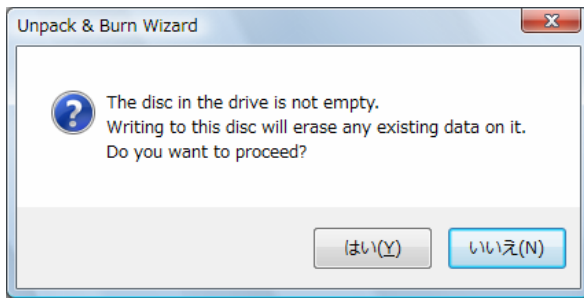 Unpack & Burn Wizard
The disc in the drive is not empty.
Writing to this disc will erase any existing data on it.
Do you want to proceed?
はい(Y)
いいえ(N)